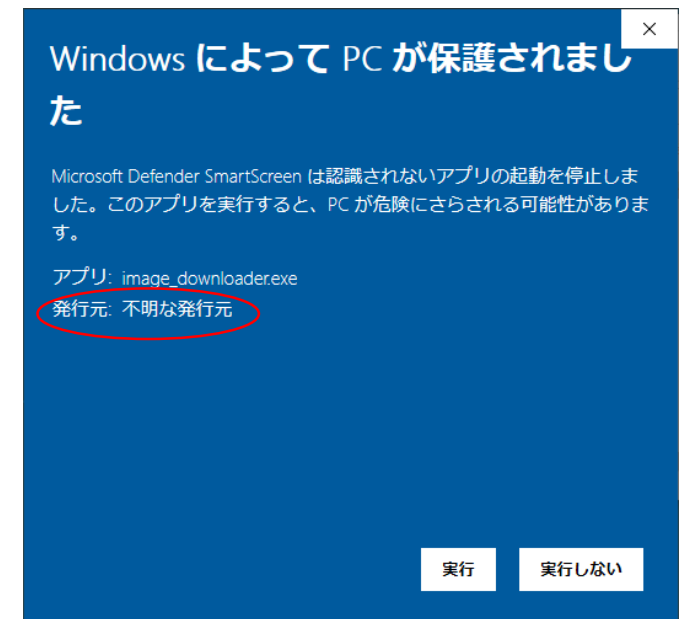 Windows によって PC が保護されまし
た
Microsoft Defender SmartScreen は認識されないアプリの起動を停止しま
した。このアプリを実行すると、PC が危険にさらされる可能性がありま
す。
アプリ: image_downloader.exe
発行元: 不明な発行元
実行 実行しない